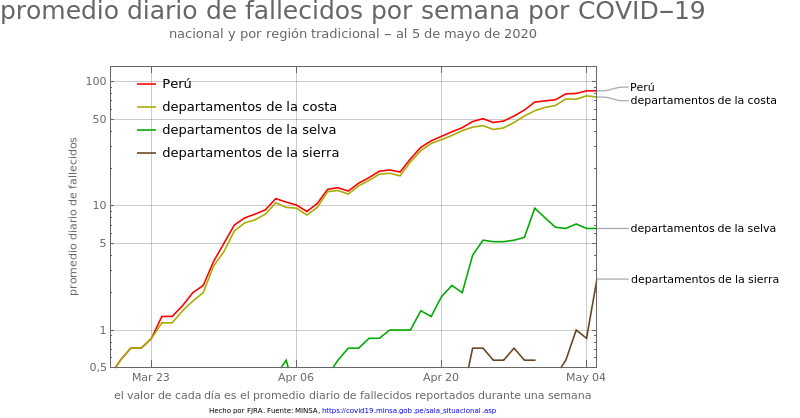 promedio diario de fallecidos por semana por COVID−19
nacional y por región tradicional − al 5 de mayo de 2020
promedio diario de fallecidos
100
50
10
5
1
0,5
Perú
departamentos de la costa
departamentos de la selva
departamentos de la sierra
Perú
departamentos de la costa
departamentos de la selva
departamentos de la sierra
Mar 23 Apr 06 Apr 20 May 04
el valor de cada día es el promedio diario de fallecidos reportados durante una semana
Hecho por FJRA. Fuente: MINSA, https://covid19.minsa.gob.pe/sala_situacional .asp